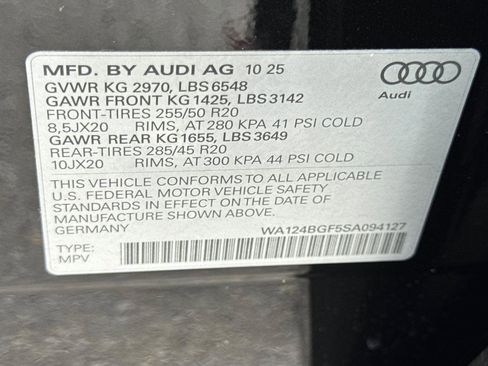 MFD. BY AUDI AG 10 25
GVWR KG 2970, LBS 6548
GAWR FRONT KG 1425, LBS 3142
FRONT-TIRES 255/50 R20
8,5JX20 RIMS, AT 280 KPA 41 PSI COLD
GAWR REAR KG 1655, LBS 3649
REAR-TIRES 285/45 R20
10JX20 RIMS, AT 300 KPA 44 PSI COLD
Audi
THIS VEHICLE CONFORMS TO ALL APPLICABLE
U.S. FEDERAL MOTOR VEHICLE SAFETY
STANDARDS IN EFFECT ON THE DATE OF
MANUFACTURE SHOWN ABOVE.
GERMANY
WA124BGF5SA094127
TYPE:
MPV